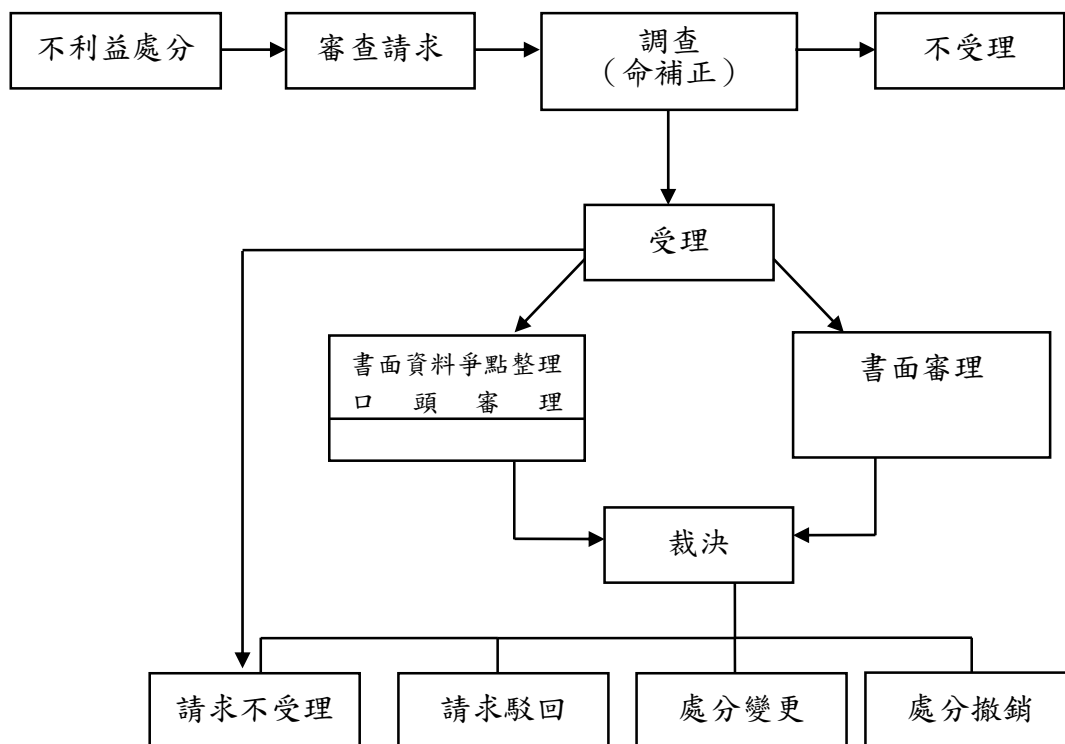 不利益處分
審查請求
調查
（命補正）
不受理
受理
書面資料爭點整理
口頭審理
書面審理
裁決
請求不受理
請求駁回
處分變更
處分撤銷